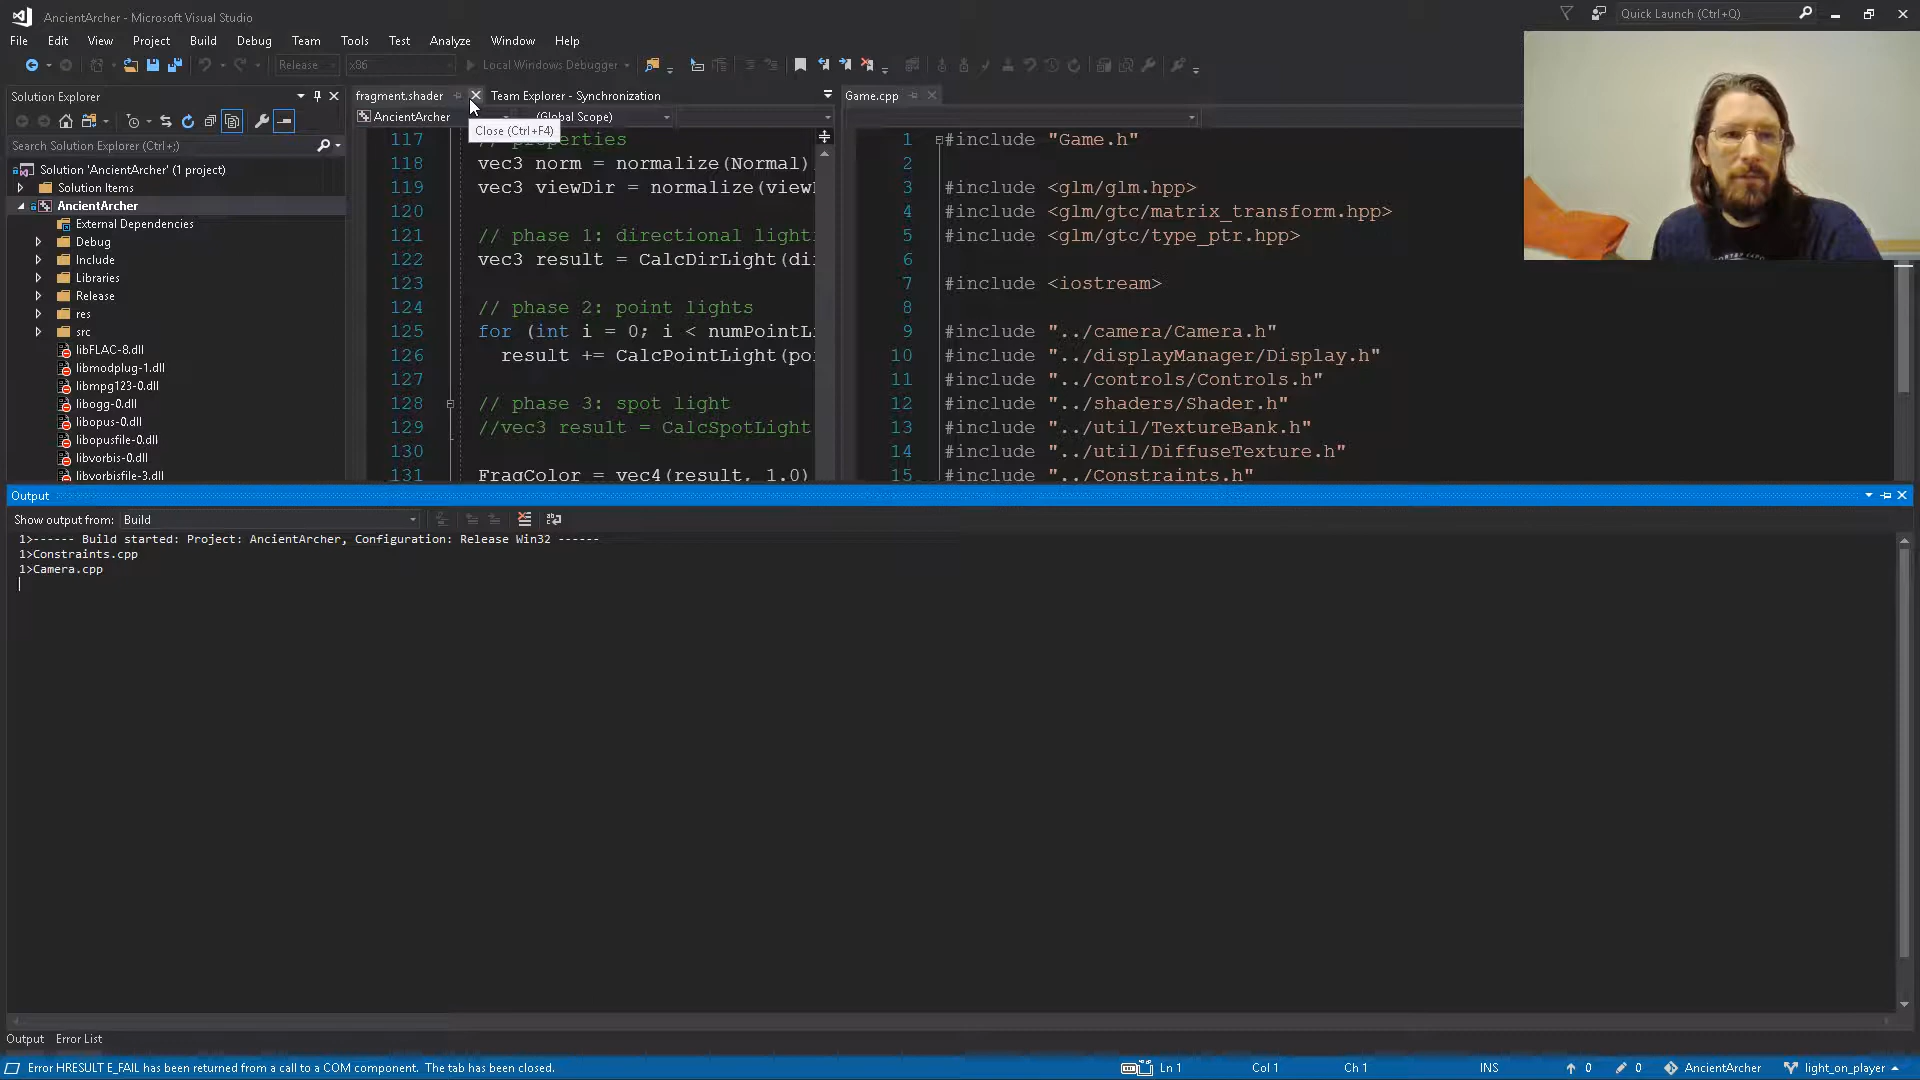 AncientArcher - Microsoft Visual Studio
Quick Launch (Ctrl+Q)
File Edit View Project Build Debug Team Tools Test Analyze Window Help
Release x86 Local Windows Debugger
Solution Explorer
Search Solution Explorer (Ctrl+;)
Solution 'AncientArcher' (1 project)
Solution Items
AncientArcher
External Dependencies
Debug
Include
Libraries
Release
res
src
libFLAC-8.dll
libmodplug-1.dll
libmpg123-0.dll
libogg-0.dll
libopus-0.dll
libopusfile-0.dll
libvorbis-0.dll
libvorbisfile-3.dll
fragment.shader Team Explorer - Synchronization
AncientArcher (Global Scope)
Close (Ctrl+F4)
117 properties
118 vec3 norm = normalize(Normal)
119 vec3 viewDir = normalize(view
120
121 // phase 1: directional light
122 vec3 result = CalcDirLight(di
123
124 // phase 2: point lights
125 for (int i = 0; i < numPointL
126 result += CalcPointLight(po
127
128 // phase 3: spot light
129 //vec3 result = CalcSpotLight
130
131 FragColor = vec4(result, 1.0)
Game.cpp
1 #include "Game.h"
2
3 #include <glm/glm.hpp>
4 #include <glm/gtc/matrix_transform.hpp>
5 #include <glm/gtc/type_ptr.hpp>
6
7 #include <iostream>
8
9 #include "../camera/Camera.h"
10 #include "../displayManager/Display.h"
11 #include "../controls/Controls.h"
12 #include "../shaders/Shader.h"
13 #include "../util/TextureBank.h"
14 #include "../util/DiffuseTexture.h"
15 #include "../Constraints.h"
Output
Show output from: Build
1>------ Build started: Project: AncientArcher, Configuration: Release Win32 ------
1>Constraints.cpp
1>Camera.cpp
Output Error List
Error HRESULT E_FAIL has been returned from a call to a COM component. The tab has been closed.
Ln 1 Col 1 Ch 1 INS 0 0 AncientArcher light_on_player